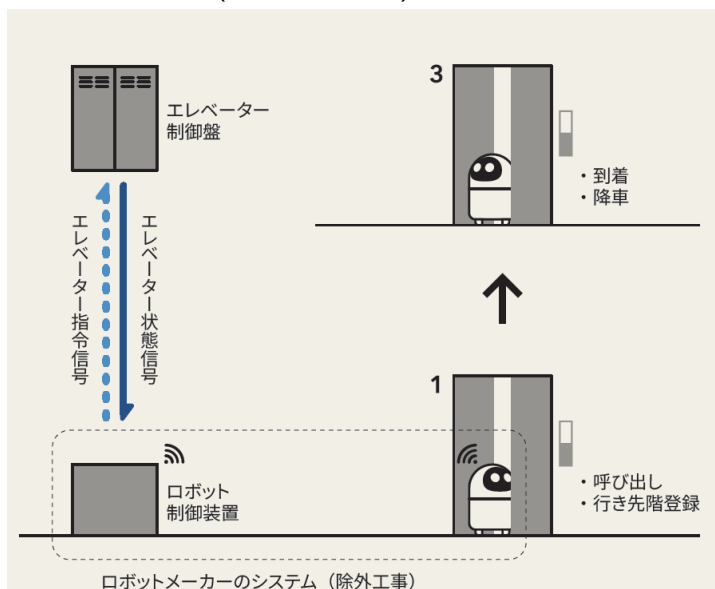 エレベーター
制御盤
エレベーター指令信号
エレベーター状態信号
3
・到着
・降車
1
・呼び出し
・行き先階登録
ロボット
制御装置
ロボットメーカーのシステム（除外工事）